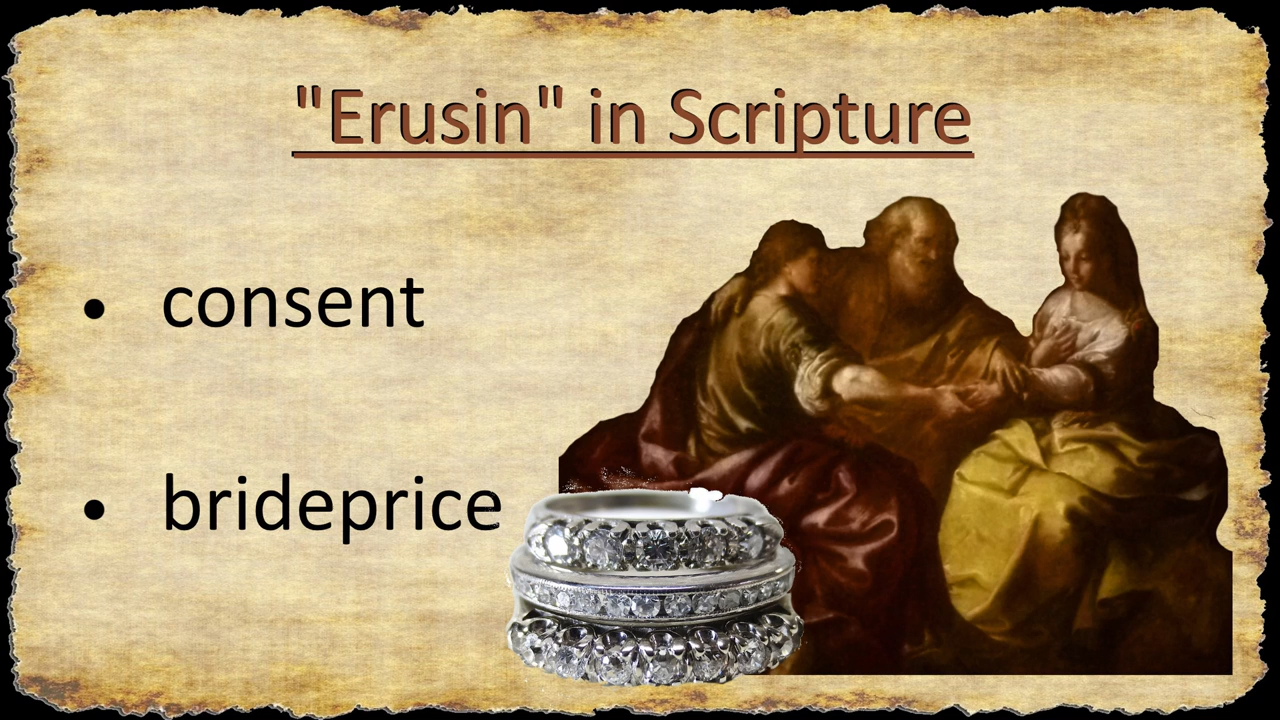 "Erusin" in Scripture
• consent
• brideprice